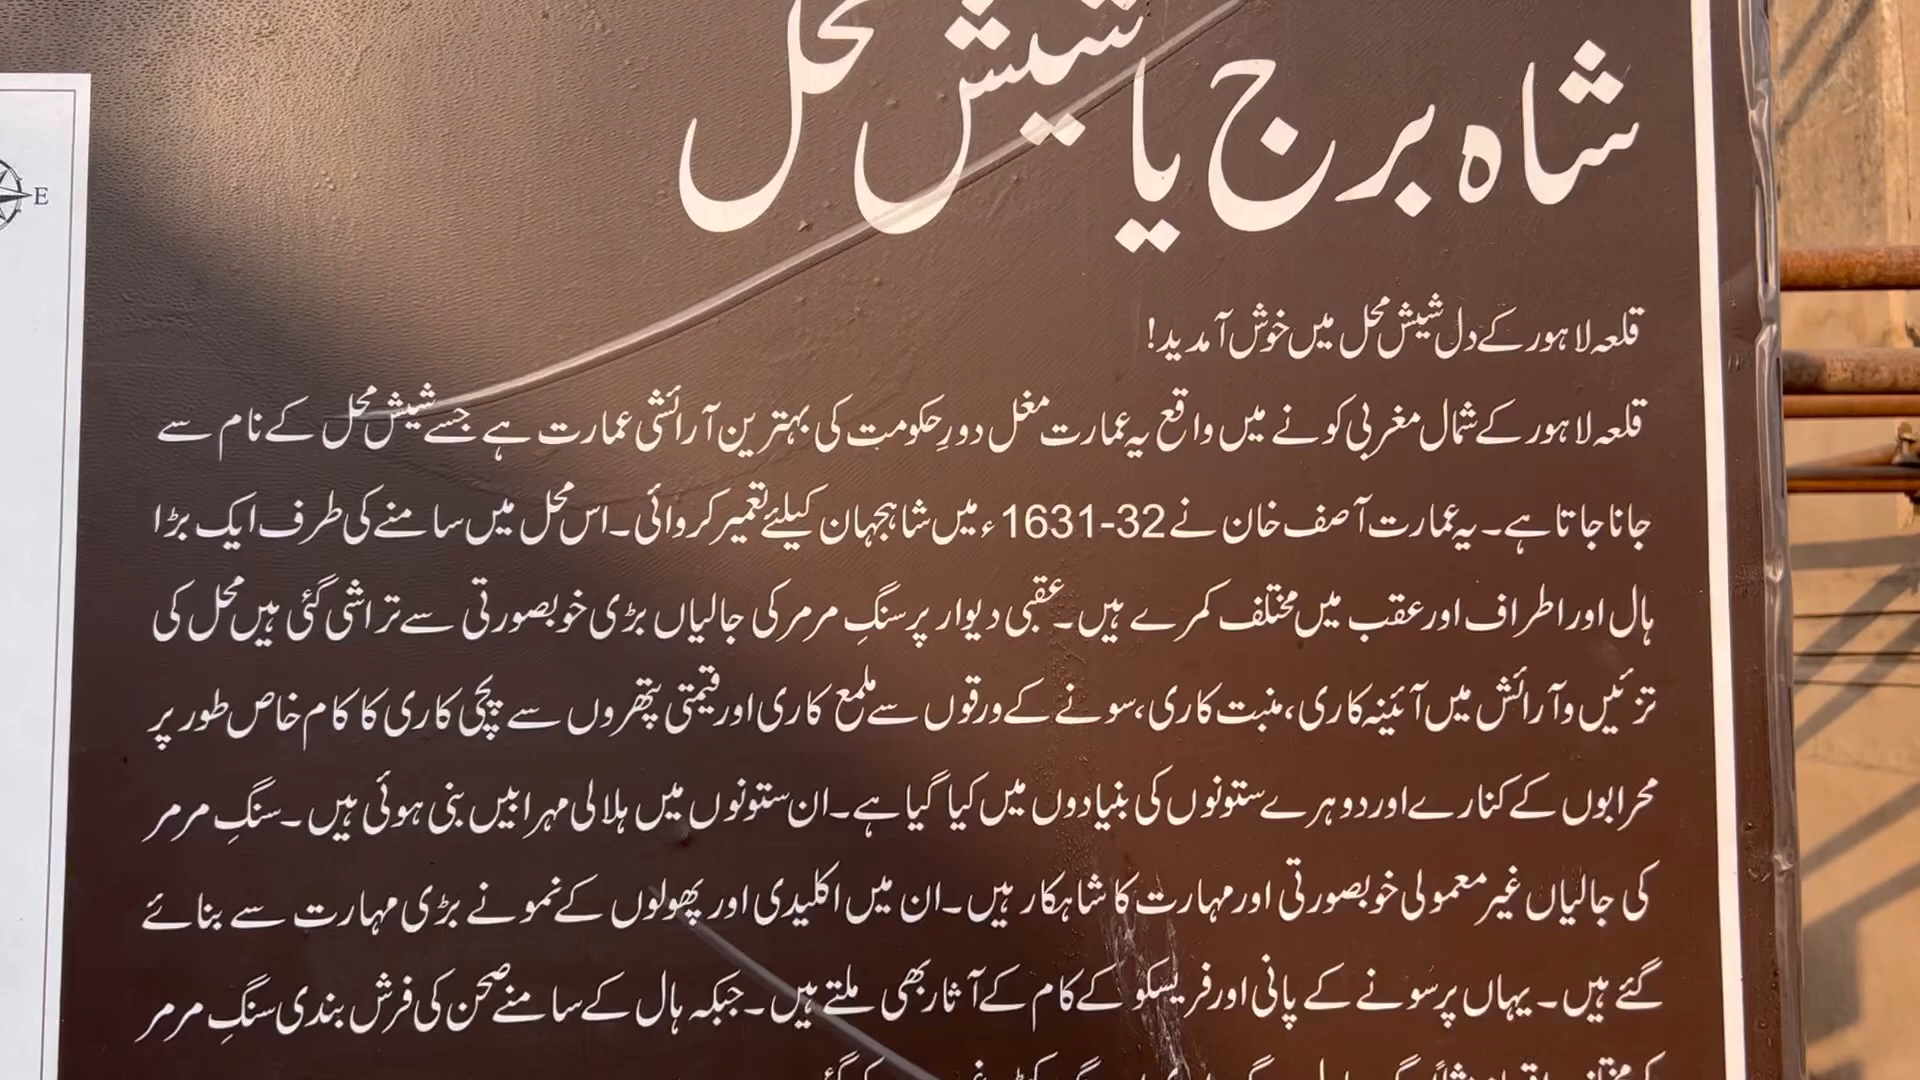 شاہ برج یا شیش محل
E
قلعہ لاہور کے دل شیش محل میں خوش آمدید!
قلعہ لاہور کے شمال مغربی کونے میں واقع یہ عمارت مغل دورِ حکومت کی بہترین آرائشی عمارت ہے جسے شیش محل کے نام سے
جانا جاتا ہے۔ یہ عمارت آصف خان نے 32-1631ء میں شاہجہان کیلئے تعمیر کروائی۔ اس محل میں سامنے کی طرف ایک بڑا
ہال اور اطراف اور عقب میں مختلف کمرے ہیں۔ عقبی دیوار پر سنگِ مرمر کی جالیاں بڑی خوبصورتی سے تراشی گئی ہیں محل کی
تزئیں و آرائش میں آئینہ کاری، منبت کاری، سونے کے ورقوں سے ملمع کاری اور قیمتی پتھروں سے پچی کاری کا کام خاص طور پر
محرابوں کے کنارے اور دوہرے ستونوں کی بنیادوں میں کیا گیا ہے۔ ان ستونوں میں ہلالی مہرابیں بنی ہوئی ہیں۔ سنگِ مرمر
کی جالیاں غیر معمولی خوبصورتی اور مہارت کا شاہکار ہیں۔ ان میں اکلیدی اور پھولوں کے نمونے بڑی مہارت سے بنائے
گئے ہیں۔ یہاں پر سونے کے پانی اور فریسکو کے کام کے آثار بھی ملتے ہیں۔ جبکہ ہال کے سامنے صحن کی فرش بندی سنگِ مرمر